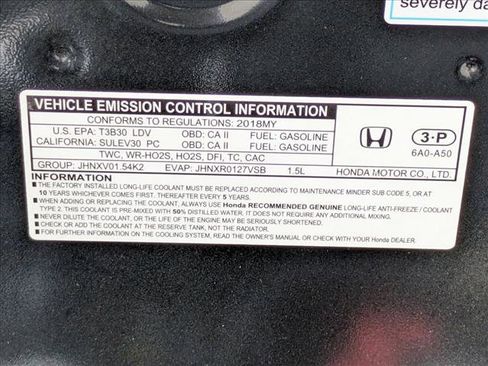 severely da
VEHICLE EMISSION CONTROL INFORMATION
CONFORMS TO REGULATIONS: 2018MY
U.S. EPA: T3B30 LDV OBD: CA II FUEL: GASOLINE
CALIFORNIA: SULEV30 PC OBD: CA II FUEL: GASOLINE
TWC, WR-HO2S, HO2S, DFI, TC, CAC
GROUP: JHNXV01.54K2 EVAP: JHNXR0127VSB 1.5L
3-P
6A0-A50
HONDA MOTOR CO., LTD.
INFORMATION
■ THE FACTORY INSTALLED LONG-LIFE COOLANT MUST BE REPLACED ACCORDING TO MAINTENANCE MINDER SUB CODE 5, OR AT
10 YEARS WHICHEVER COMES FIRST. THEREAFTER EVERY 5 YEARS.
■ WHEN ADDING OR REPLACING THE COOLANT, ALWAYS USE Honda RECOMMENDED GENUINE LONG-LIFE ANTI-FREEZE / COOLANT
TYPE 2. THIS COOLANT IS PRE-MIXED WITH 50% DISTILLED WATER. IT DOES NOT REQUIRE ANY ADDITIONAL MIXING.
■ NEVER DILUTE THE COOLANT, OR THE LIFE OF THE ENGINE MAY BE SERIOUSLY SHORTENED.
■ CHECK OR ADD THE COOLANT AT THE RESERVE TANK, NOT THE RADIATOR.
■ FOR FURTHER INFORMATION ON THE COOLING SYSTEM, READ THE OWNER'S MANUAL OR CHECK WITH YOUR Honda DEALER.